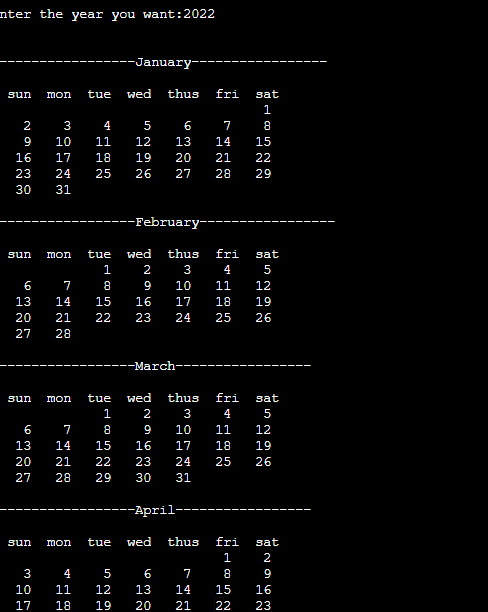 nter the year you want:2022
-----------------January-----------------
sun mon tue wed thus fri sat
1
2 3 4 5 6 7 8
9 10 11 12 13 14 15
16 17 18 19 20 21 22
23 24 25 26 27 28 29
30 31
-----------------February-----------------
sun mon tue wed thus fri sat
1 2 3 4 5
6 7 8 9 10 11 12
13 14 15 16 17 18 19
20 21 22 23 24 25 26
27 28
-----------------March-----------------
sun mon tue wed thus fri sat
1 2 3 4 5
6 7 8 9 10 11 12
13 14 15 16 17 18 19
20 21 22 23 24 25 26
27 28 29 30 31
-----------------April-----------------
sun mon tue wed thus fri sat
1 2
3 4 5 6 7 8 9
10 11 12 13 14 15 16
17 18 19 20 21 22 23